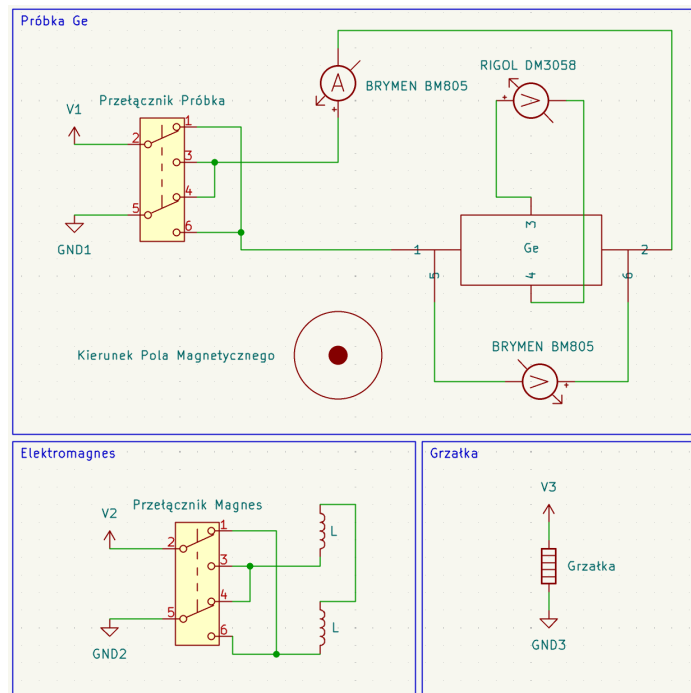 Próbka Ge
RIGOL DM3058
A
BRYMEN BM805
+
+
V
V1
Przełącznik Próbka
1
2
3
4
5
6
GND1
3
1
Ge
2
5
4
6
Kierunek Pola Magnetycznego
BRYMEN BM805
V
+
Elektromagnes
Grzałka
V2
Przełącznik Magnes
1
2
3
4
5
6
L
L
GND2
V3
Grzałka
GND3